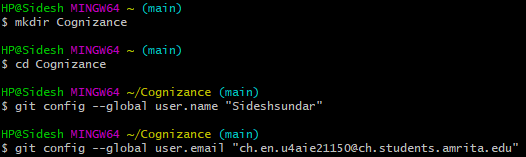 HP@Sidesh MINGW64 ~ (main)
$ mkdir Cognizance
HP@Sidesh MINGW64 ~ (main)
$ cd Cognizance
HP@Sidesh MINGW64 ~/Cognizance (main)
$ git config --global user.name "Sideshsundar"
HP@Sidesh MINGW64 ~/Cognizance (main)
$ git config --global user.email "ch.en.u4aie21150@ch.students.amrita.edu"